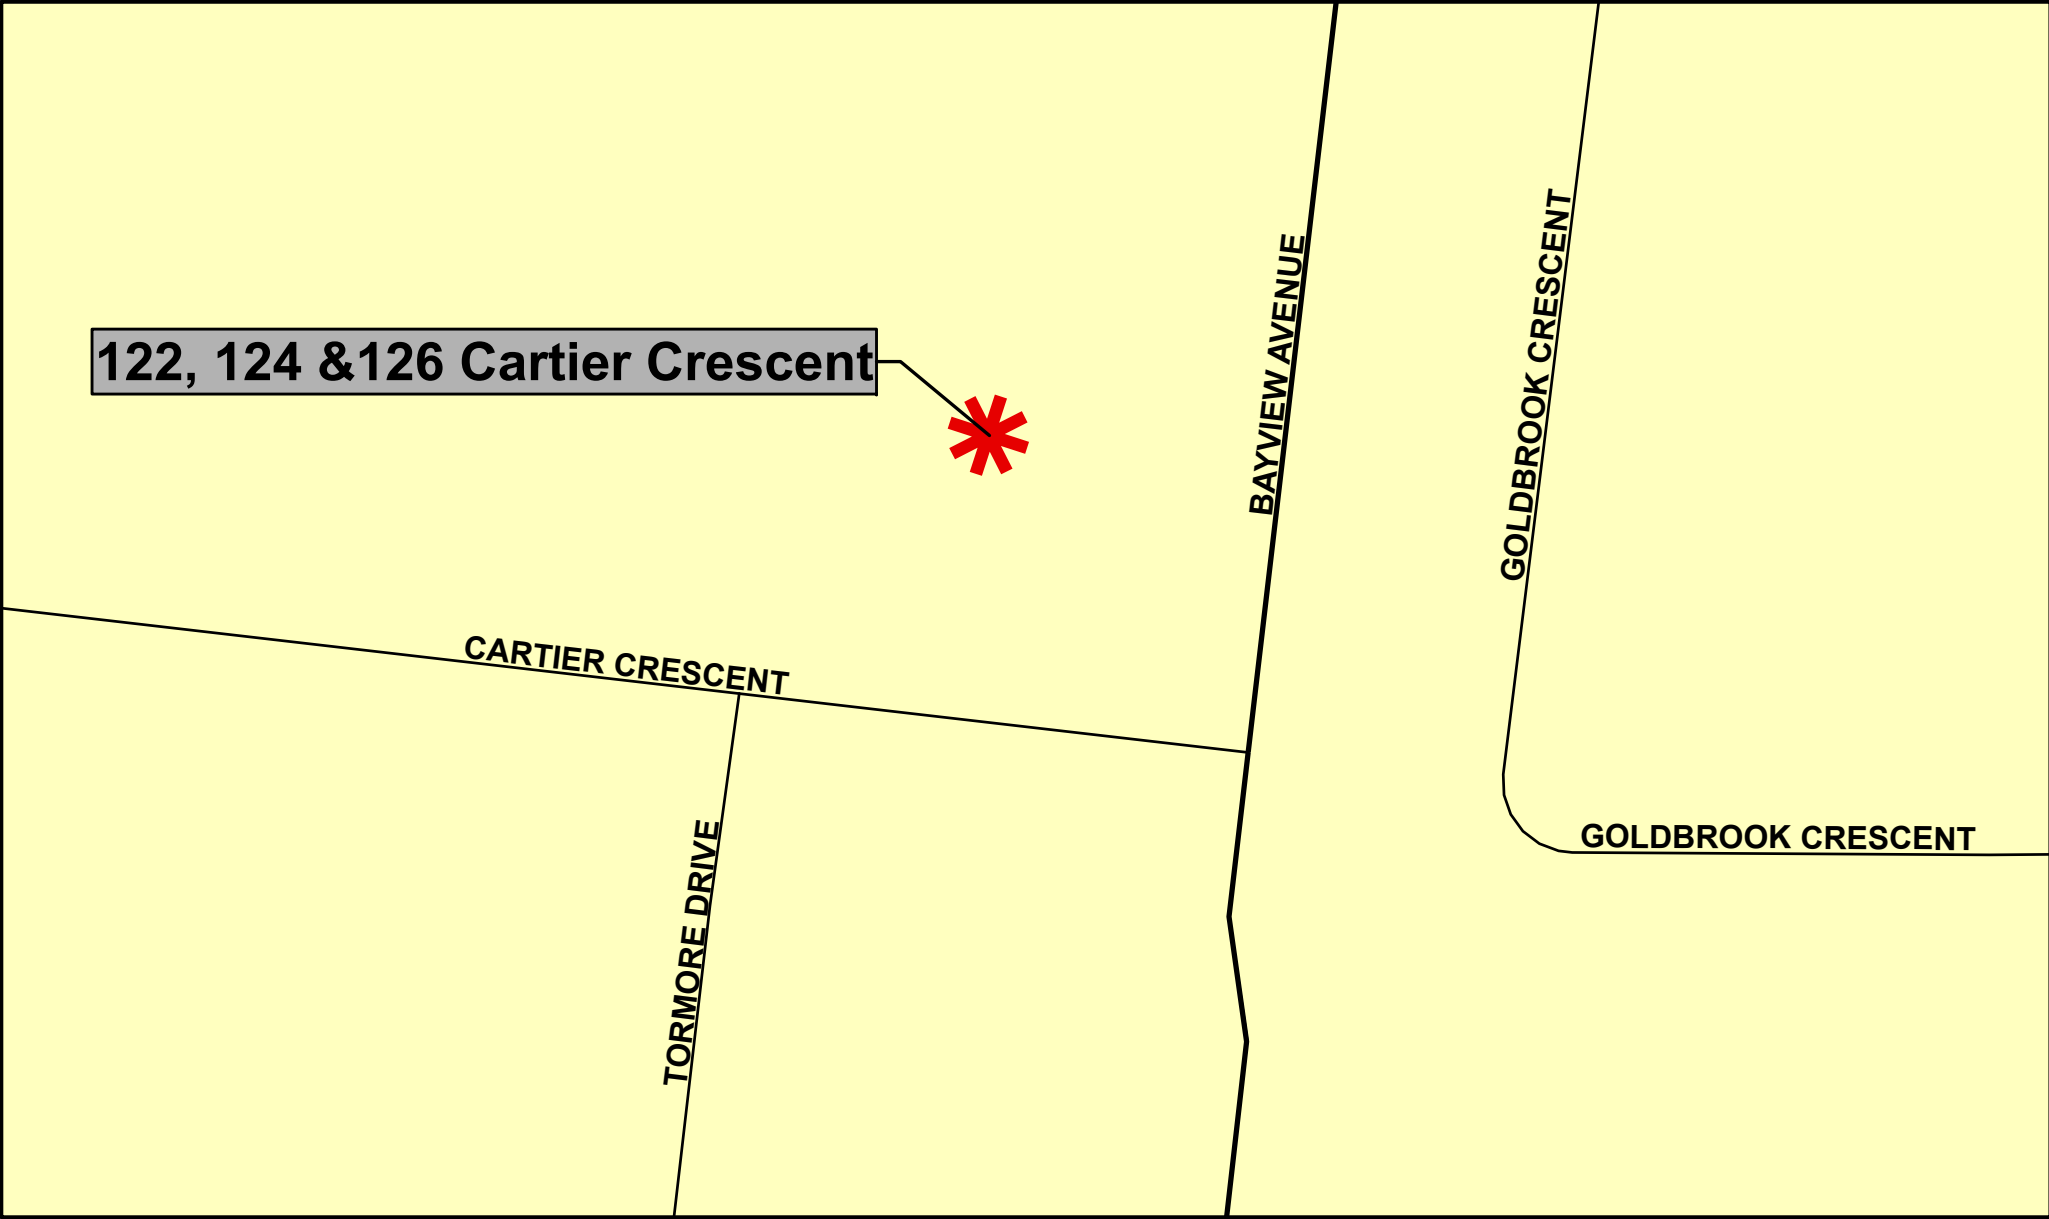 122, 124 &126 Cartier Crescent
BAYVIEW AVENUE
GOLDBROOK CRESCENT
CARTIER CRESCENT
TORMORE DRIVE
GOLDBROOK CRESCENT